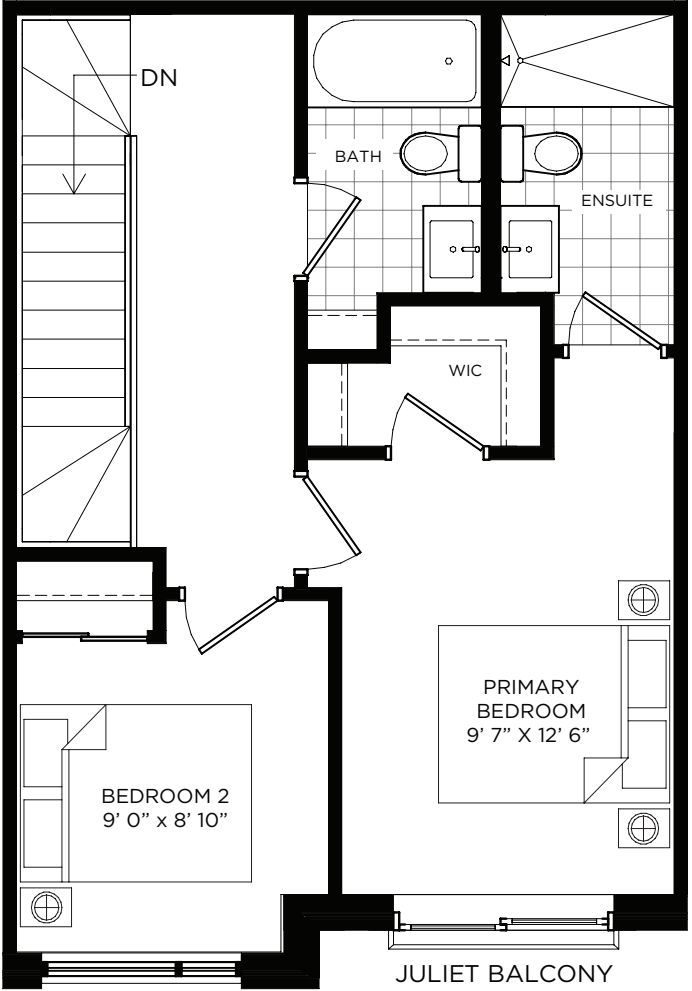 DN
BATH
ENSUITE
WIC
PRIMARY
BEDROOM
9’ 7” X 12’ 6”
BEDROOM 2
9’ 0” x 8’ 10”
JULIET BALCONY